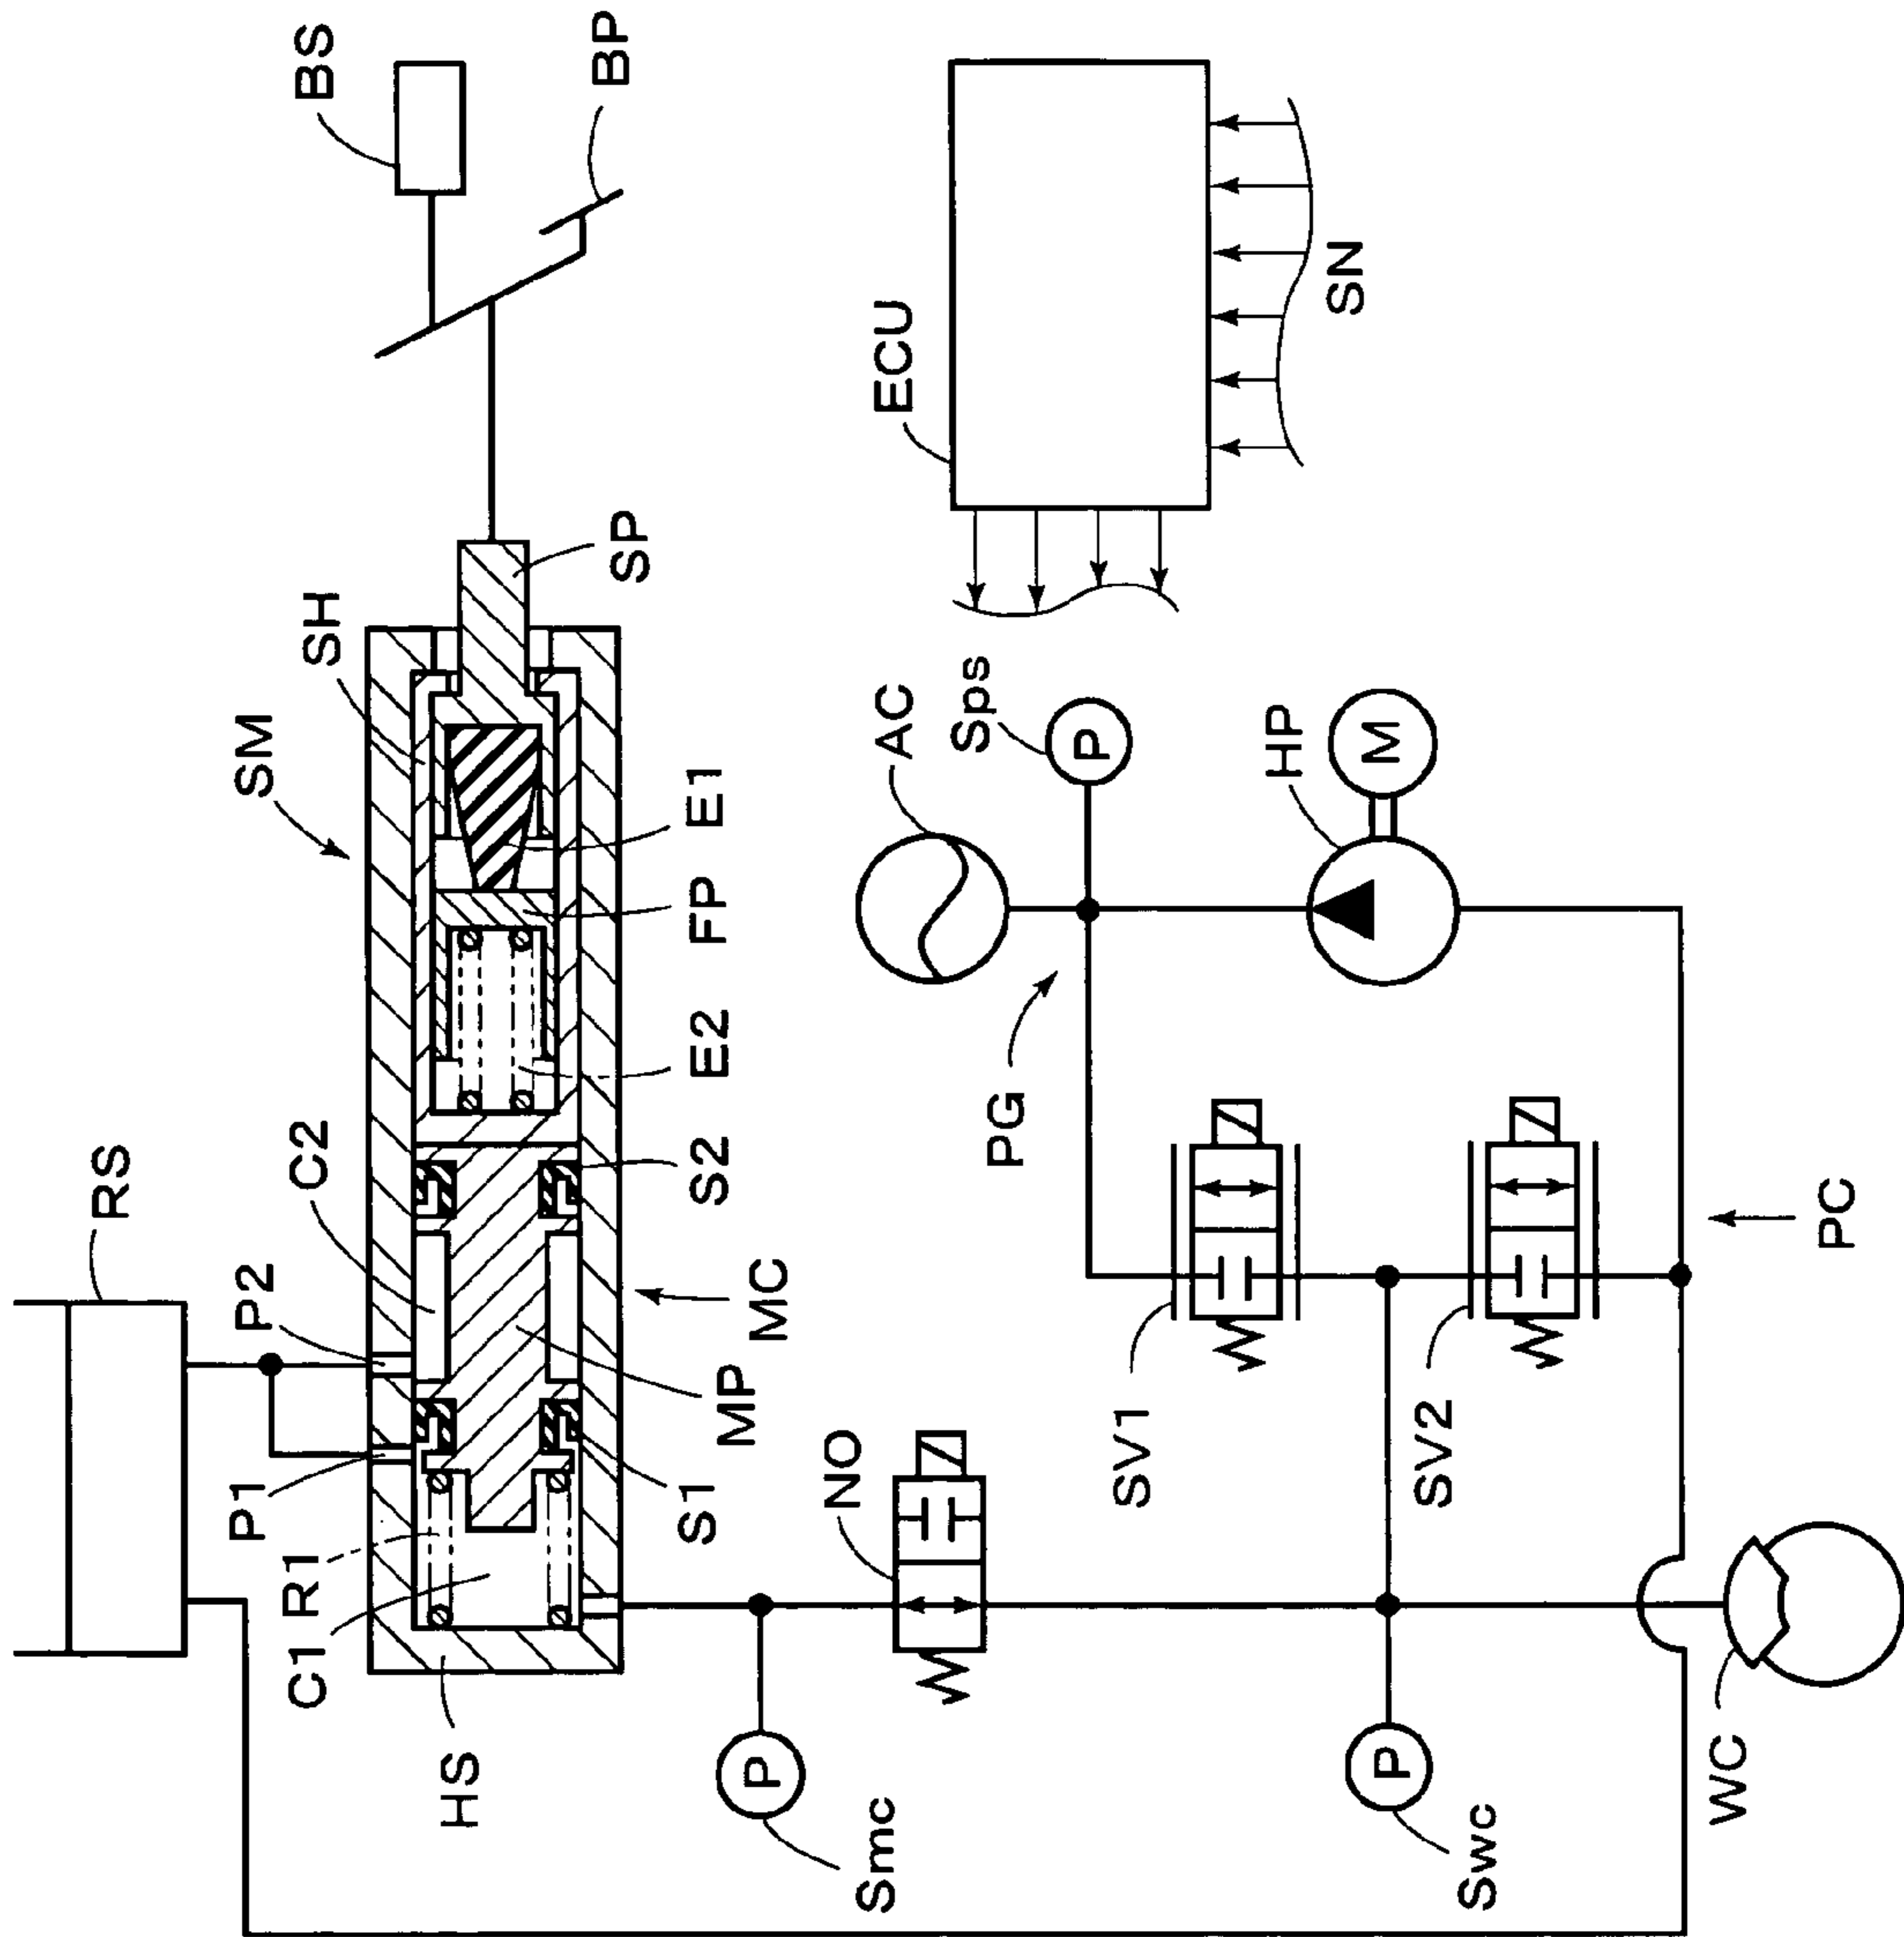 BS
BP
RS
P2
P1
R1
C1
HS
C2
SM
SH
SP
E1
FP
E2
S2
MC
MP
S1
ECU
SN
AC
Sps
P
HP
M
PG
SV1
SV2
PC
NO
P
Smc
P
Swc
WC